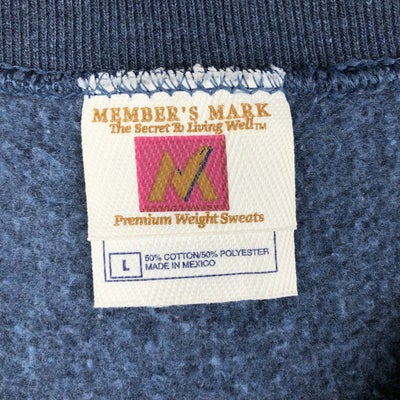 MEMBER'S MARK
The Secret To Living Well™
M
Premium Weight Sweats
L
50% COTTON/50% POLYESTER
MADE IN MEXICO